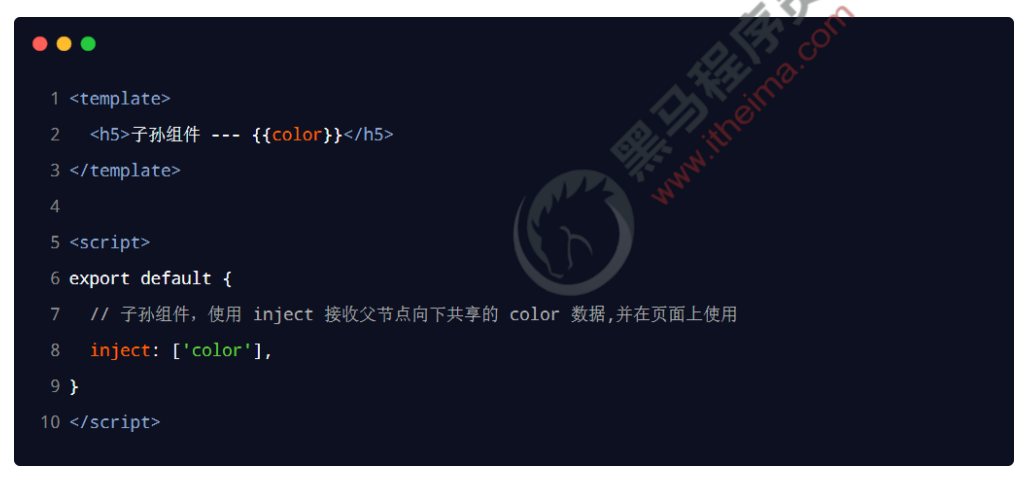 黑马程序员
www.itheima.com
1 <template>
2   <h5>子孙组件 --- {{color}}</h5>
3 </template>
4
5 <script>
6 export default {
7   // 子孙组件，使用 inject 接收父节点向下共享的 color 数据,并在页面上使用
8   inject: ['color'],
9 }
10 </script>